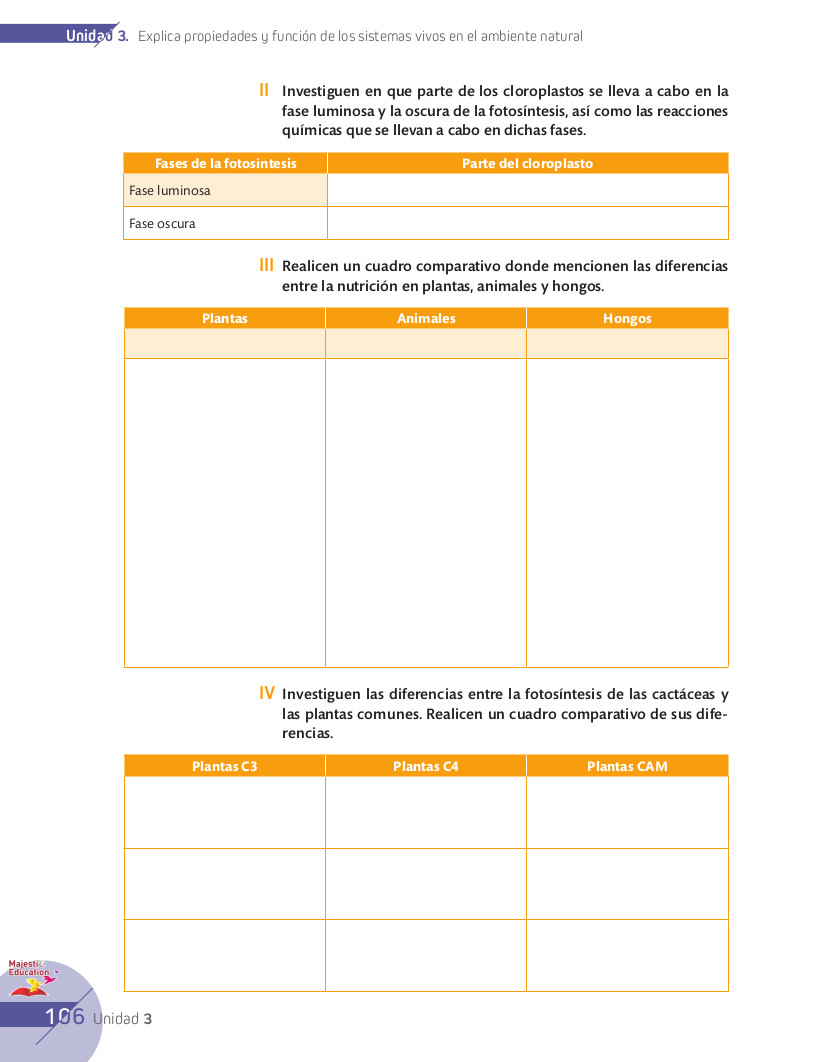 Unidad 3. Explica propiedades y función de los sistemas vivos en el ambiente natural
II Investiguen en que parte de los cloroplastos se lleva a cabo en la
fase luminosa y la oscura de la fotosíntesis, así como las reacciones
químicas que se llevan a cabo en dichas fases.
Fases de la fotosíntesis Parte del cloroplasto
Fase luminosa
Fase oscura
III Realicen un cuadro comparativo donde mencionen las diferencias
entre la nutrición en plantas, animales y hongos.
Plantas Animales Hongos
IV Investiguen las diferencias entre la fotosíntesis de las cactáceas y
las plantas comunes. Realicen un cuadro comparativo de sus dife-
rencias.
Plantas C3 Plantas C4 Plantas CAM
Majestic
Education
106 Unidad 3